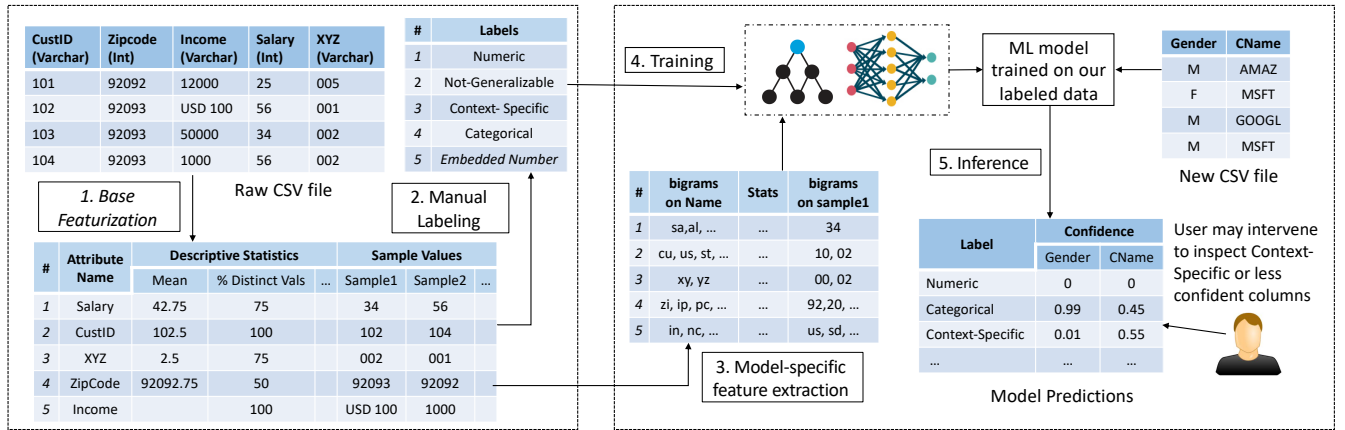 CustID (Varchar) Zipcode (Int) Income (Varchar) Salary (Int) XYZ (Varchar)
101 92092 12000 25 005
102 92093 USD 100 56 001
103 92093 50000 34 002
104 92093 1000 56 002
Raw CSV file
# Labels
1 Numeric
2 Not-Generalizable
3 Context- Specific
4 Categorical
5 Embedded Number
1. Base
Featurization
2. Manual
Labeling
# Attribute Name Descriptive Statistics Sample Values
Mean % Distinct Vals ... Sample1 Sample2 ...
1 Salary 42.75 75 34 56
2 CustID 102.5 100 102 104
3 XYZ 2.5 75 002 001
4 ZipCode 92092.75 50 92093 92092
5 Income 100 USD 100 1000
4. Training
ML model
trained on our
labeled data
Gender CName
M AMAZ
F MSFT
M GOOGL
M MSFT
New CSV file
5. Inference
# bigrams on Name Stats bigrams on sample1
1 sa,al, ... ... 34
2 cu, us, st, ... ... 10, 02
3 xy, yz ... 00, 02
4 zi, ip, pc, ... ... 92,20, ...
5 in, nc, ... ... us, sd, ...
3. Model-specific
feature extraction
Label Confidence
Gender CName
Numeric 0 0
Categorical 0.99 0.45
Context-Specific 0.01 0.55
... ... ...
Model Predictions
User may intervene
to inspect Context-
Specific or less
confident columns